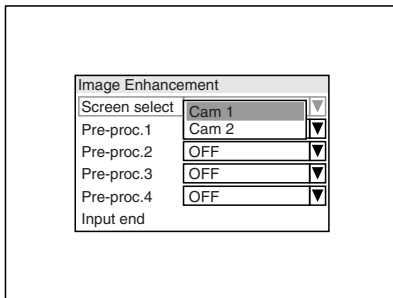 Image Enhancement
Screen select Cam 1
Pre-proc.1 Cam 2
Pre-proc.2 OFF
Pre-proc.3 OFF
Pre-proc.4 OFF
Input end